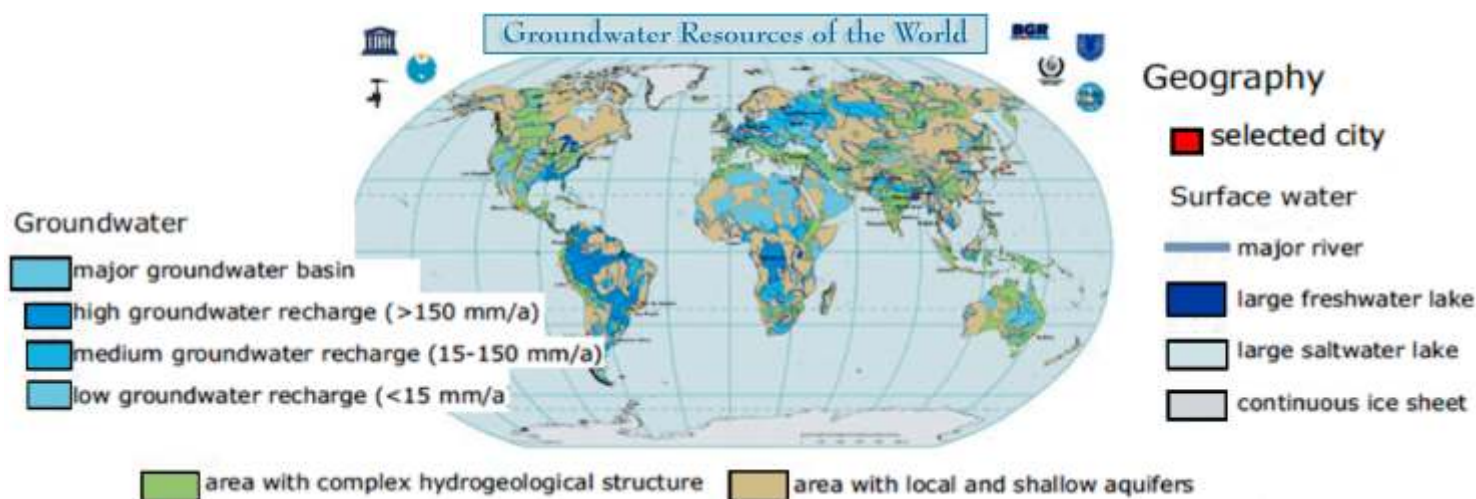 Groundwater Resources of the World
BGR
Geography
selected city
Surface water
major river
large freshwater lake
large saltwater lake
continuous ice sheet
Groundwater
major groundwater basin
high groundwater recharge (>150 mm/a)
medium groundwater recharge (15-150 mm/a)
low groundwater recharge (<15 mm/a
area with complex hydrogeological structure
area with local and shallow aquifers